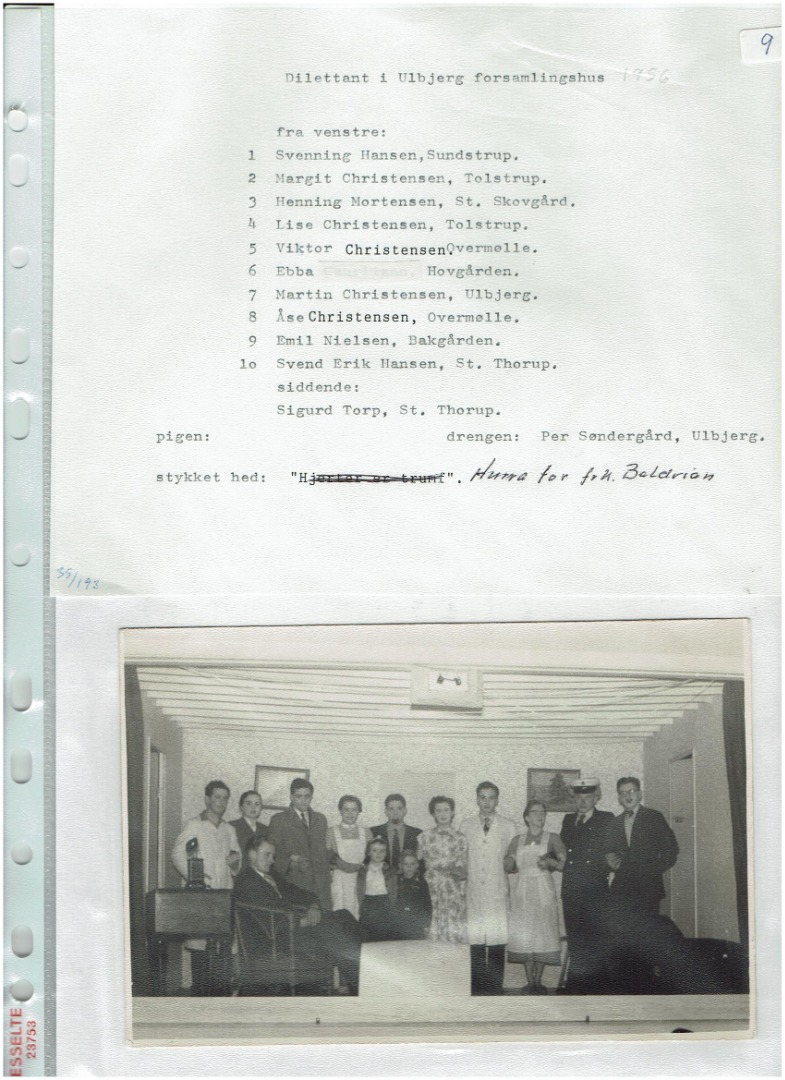 9
Dilettant i Ulbjerg forsamlingshus 1956
fra venstre:
1 Svenning Hansen,Sundstrup.
2 Margit Christensen, Tolstrup.
3 Henning Mortensen, St. Skovgård.
4 Lise Christensen, Tolstrup.
5 Viktor Christensen.Overmølle.
6 Ebba Hovgården.
7 Martin Christensen, Ulbjerg.
8 Åse Christensen, Overmølle.
9 Emil Nielsen, Bakgården.
1o Svend Erik Hansen, St. Thorup.
siddende:
Sigurd Torp, St. Thorup.
pigen: drengen: Per Søndergård, Ulbjerg.
stykket hed: "Hjerter er trumf". Hurra for frk. Baldrian
35/193
ESSELTE
23753